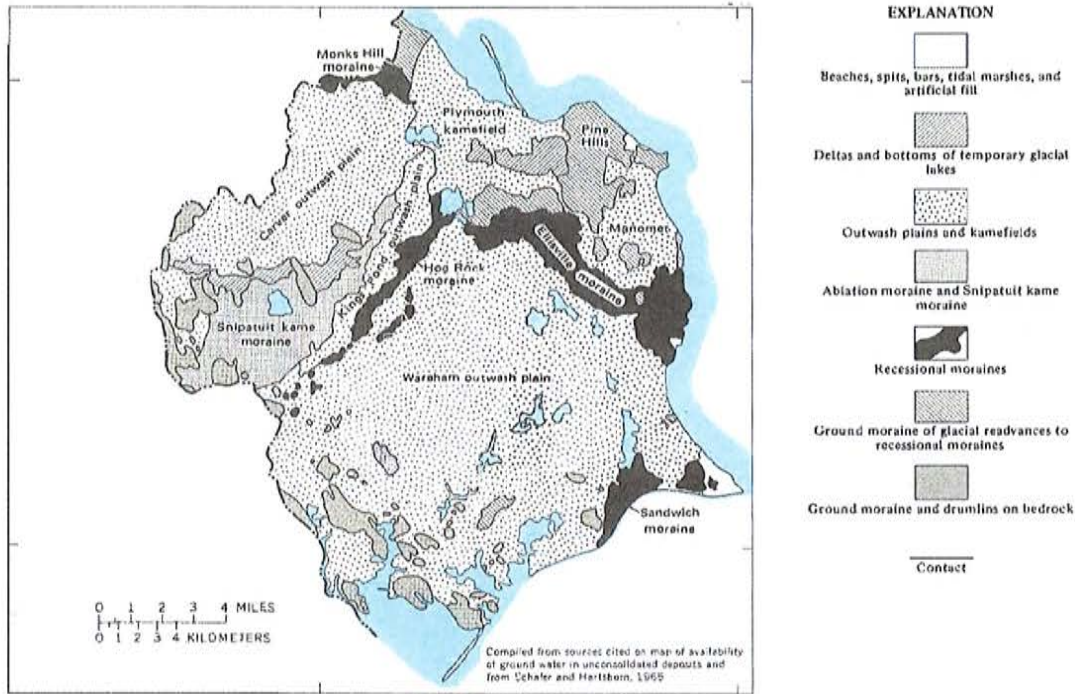 Monks Hill
moraine
Plymouth
kamefield
Pine
Hills
Carver outwash plain
Kings Pond outwash plain
Manomet
Ellisville moraine
Hog Rock
moraine
Snipatuit kame
moraine
Wareham outwash plain
Sandwich
moraine
0 1 2 3 4 MILES
0 1 2 3 4 KILOMETERS
Compiled from sources cited on map of availability
of ground water in unconsolidated deposits and
from Schafer and Hartshorn, 1965
EXPLANATION
Beaches, spits, bars, tidal marshes, and
artificial fill
Deltas and bottoms of temporary glacial
lakes
Outwash plains and kamefields
Ablation moraine and Snipatuit kame
moraine
Recessional moraines
Ground moraine of glacial readvances to
recessional moraines
Ground moraine and drumlins on bedrock
Contact